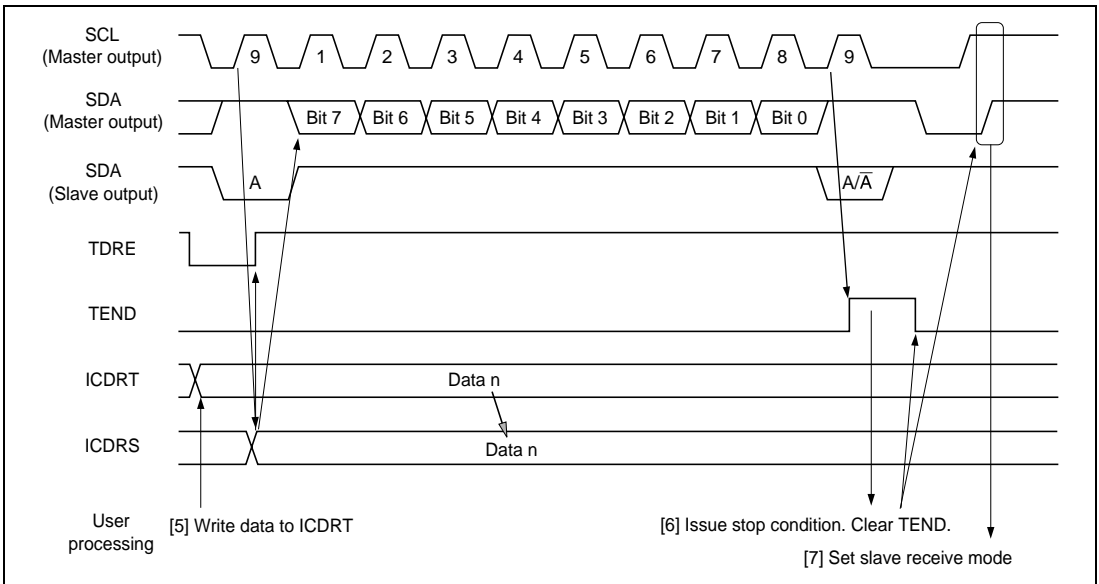 SCL
(Master output)
9 1 2 3 4 5 6 7 8 9
SDA
(Master output)
Bit 7 Bit 6 Bit 5 Bit 4 Bit 3 Bit 2 Bit 1 Bit 0
SDA
(Slave output)
A A/A̅
TDRE
TEND
ICDRT
Data n
ICDRS
Data n
User
processing
[5] Write data to ICDRT
[6] Issue stop condition. Clear TEND.
[7] Set slave receive mode